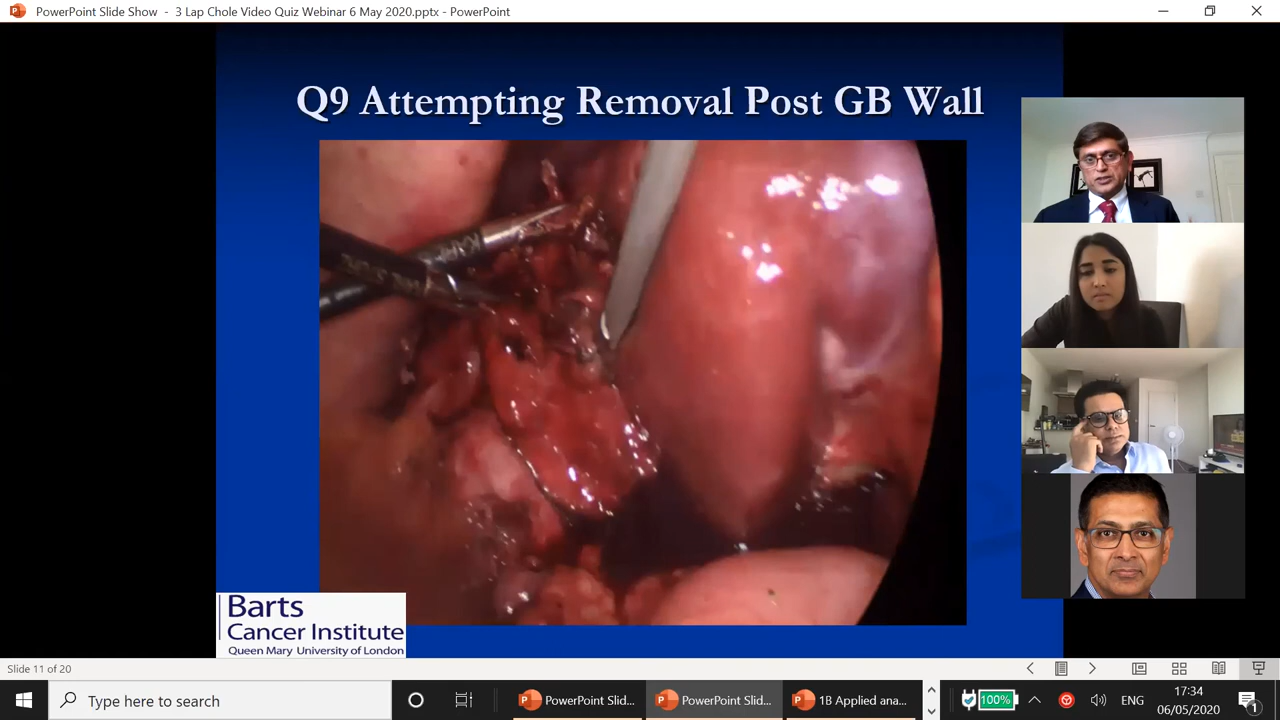 PowerPoint Slide Show - 3 Lap Chole Video Quiz Webinar 6 May 2020.pptx - PowerPoint
Q9 Attempting Removal Post GB Wall
Barts
Cancer Institute
Queen Mary University of London
Slide 11 of 20
Type here to search
PowerPoint Slid...
PowerPoint Slid...
1B Applied ana...
100%
ENG
17:34
06/05/2020
1